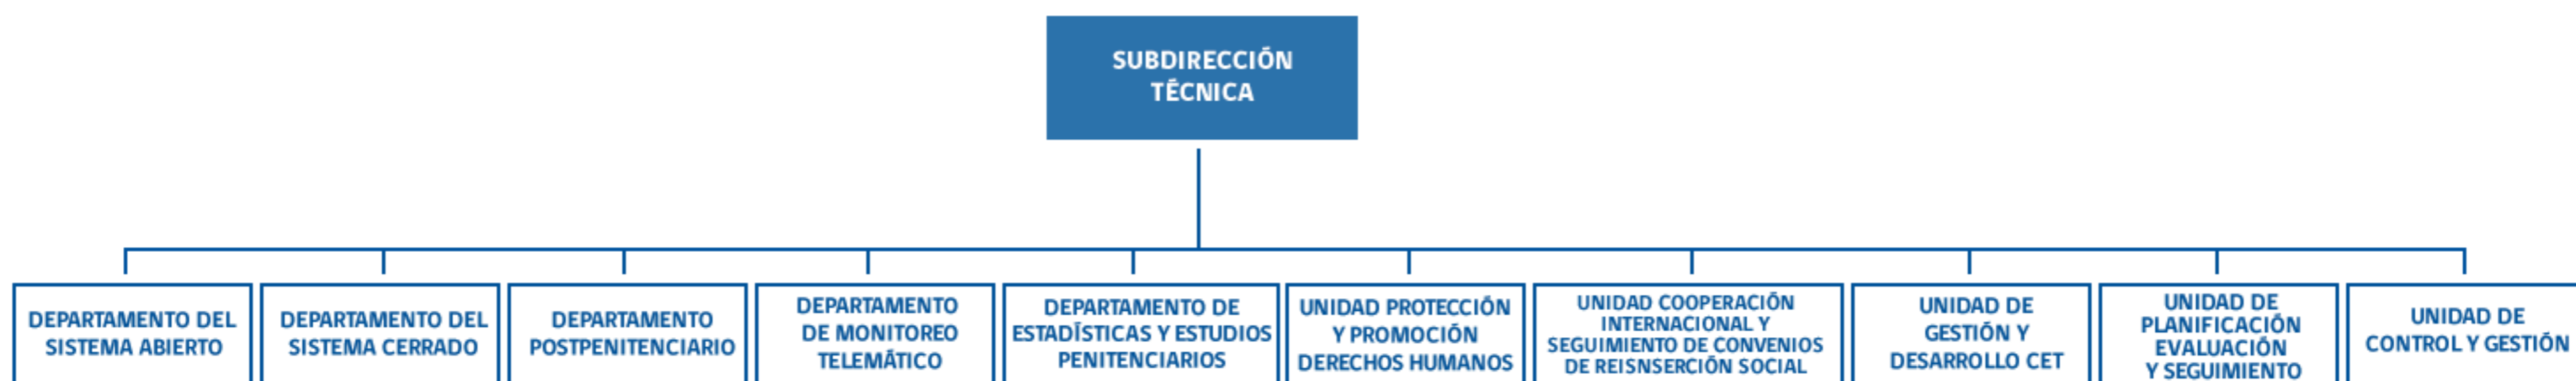 SUBDIRECCIÓN
TÉCNICA
DEPARTAMENTO DEL
SISTEMA ABIERTO
DEPARTAMENTO DEL
SISTEMA CERRADO
DEPARTAMENTO
POSTPENITENCIARIO
DEPARTAMENTO
DE MONITOREO
TELEMÁTICO
DEPARTAMENTO DE
ESTADÍSTICAS Y ESTUDIOS
PENITENCIARIOS
UNIDAD PROTECCIÓN
Y PROMOCIÓN
DERECHOS HUMANOS
UNIDAD COOPERACIÓN
INTERNACIONAL Y
SEGUIMIENTO DE CONVENIOS
DE REISNSERCIÓN SOCIAL
UNIDAD DE
GESTIÓN Y
DESARROLLO CET
UNIDAD DE
PLANIFICACIÓN
EVALUACIÓN
Y SEGUIMIENTO
UNIDAD DE
CONTROL Y GESTIÓN